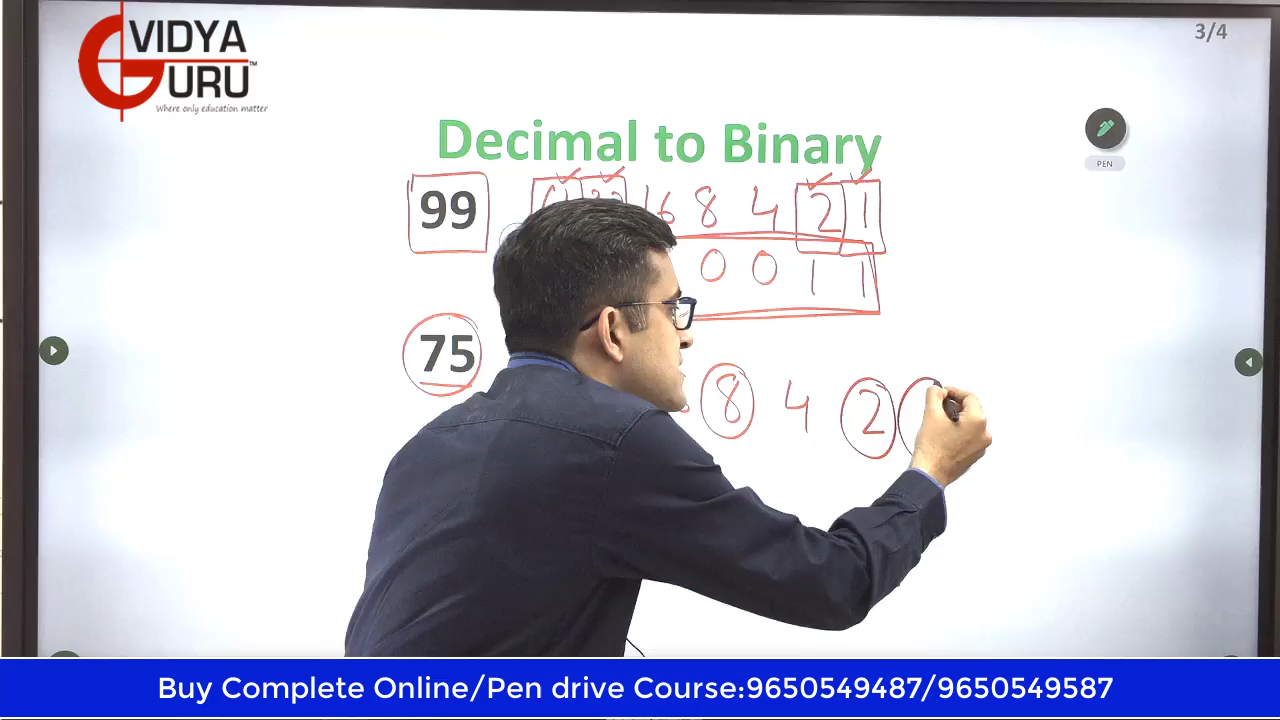 VIDYA
GURU™
Where only education matter
3/4
Decimal to Binary
PEN
99 16 8 4 2 1
0 0 1 1
75 8 4 2
Buy Complete Online/Pen drive Course:9650549487/9650549587